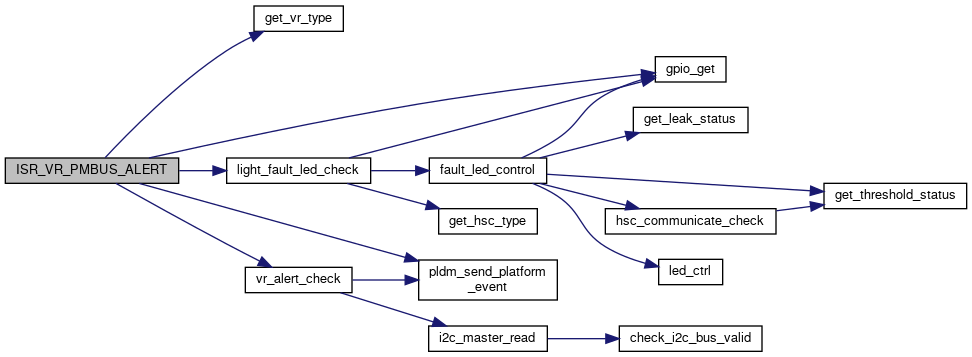 get_vr_type
gpio_get
get_leak_status
ISR_VR_PMBUS_ALERT
light_fault_led_check
fault_led_control
get_threshold_status
get_hsc_type
hsc_communicate_check
vr_alert_check
pldm_send_platform
_event
led_ctrl
i2c_master_read
check_i2c_bus_valid